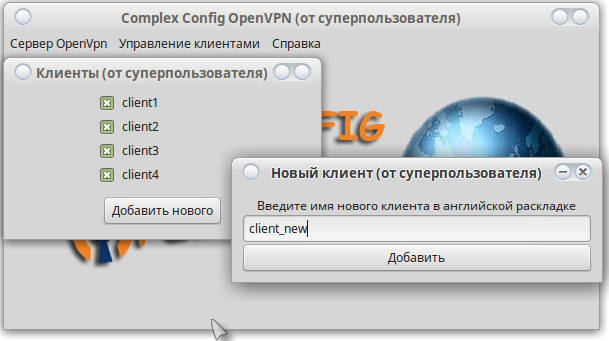 Complex Config OpenVPN (от суперпользователя)
Сервер OpenVpn Управление клиентами Справка
Клиенты (от суперпользователя)
client1
client2
client3
client4
Добавить нового
FIG
Новый клиент (от суперпользователя)
Введите имя нового клиента в английской раскладке
client_new
Добавить